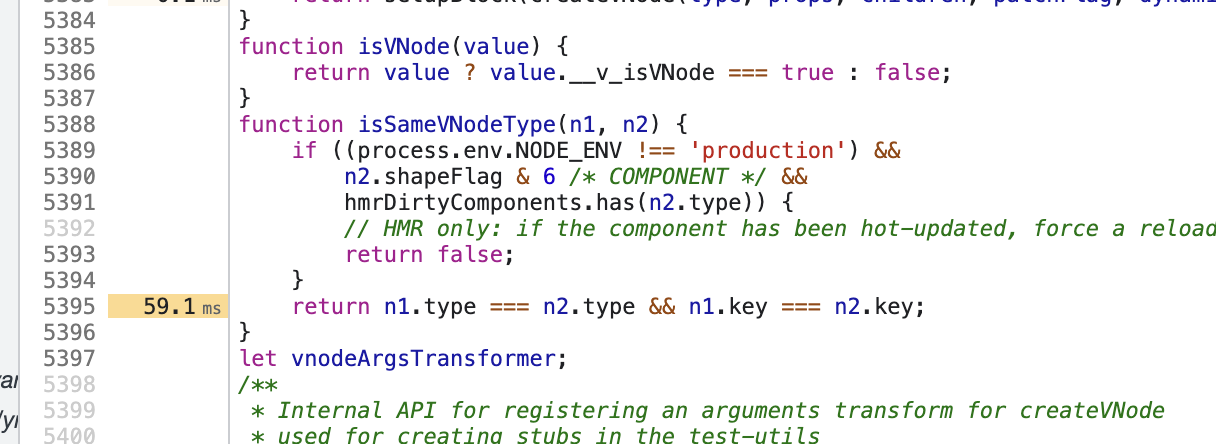 5384 }
5385 function isVNode(value) {
5386 return value ? value.__v_isVNode === true : false;
5387 }
5388 function isSameVNodeType(n1, n2) {
5389 if ((process.env.NODE_ENV !== 'production') &&
5390 n2.shapeFlag & 6 /* COMPONENT */ &&
5391 hmrDirtyComponents.has(n2.type)) {
5392 // HMR only: if the component has been hot-updated, force a reload
5393 return false;
5394 }
5395 59.1 ms return n1.type === n2.type && n1.key === n2.key;
5396 }
5397 let vnodeArgsTransformer;
5398 /**
5399 * Internal API for registering an arguments transform for createVNode
5400 * used for creating stubs in the test-utils